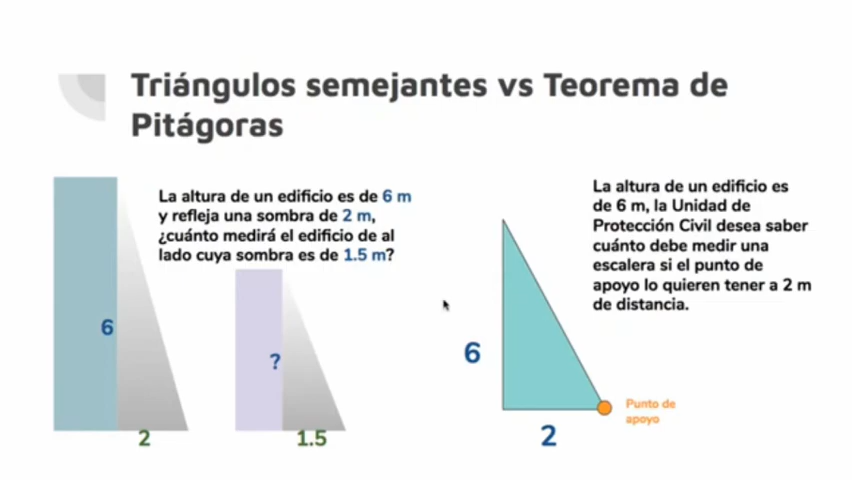 Triángulos semejantes vs Teorema de
Pitágoras
La altura de un edificio es de 6 m
y refleja una sombra de 2 m,
¿cuánto medirá el edificio de al
lado cuya sombra es de 1.5 m?
6
?
2
1.5
La altura de un edificio es
de 6 m, la Unidad de
Protección Civil desea saber
cuánto debe medir una
escalera si el punto de
apoyo lo quieren tener a 2 m
de distancia.
6
2
Punto de
apoyo